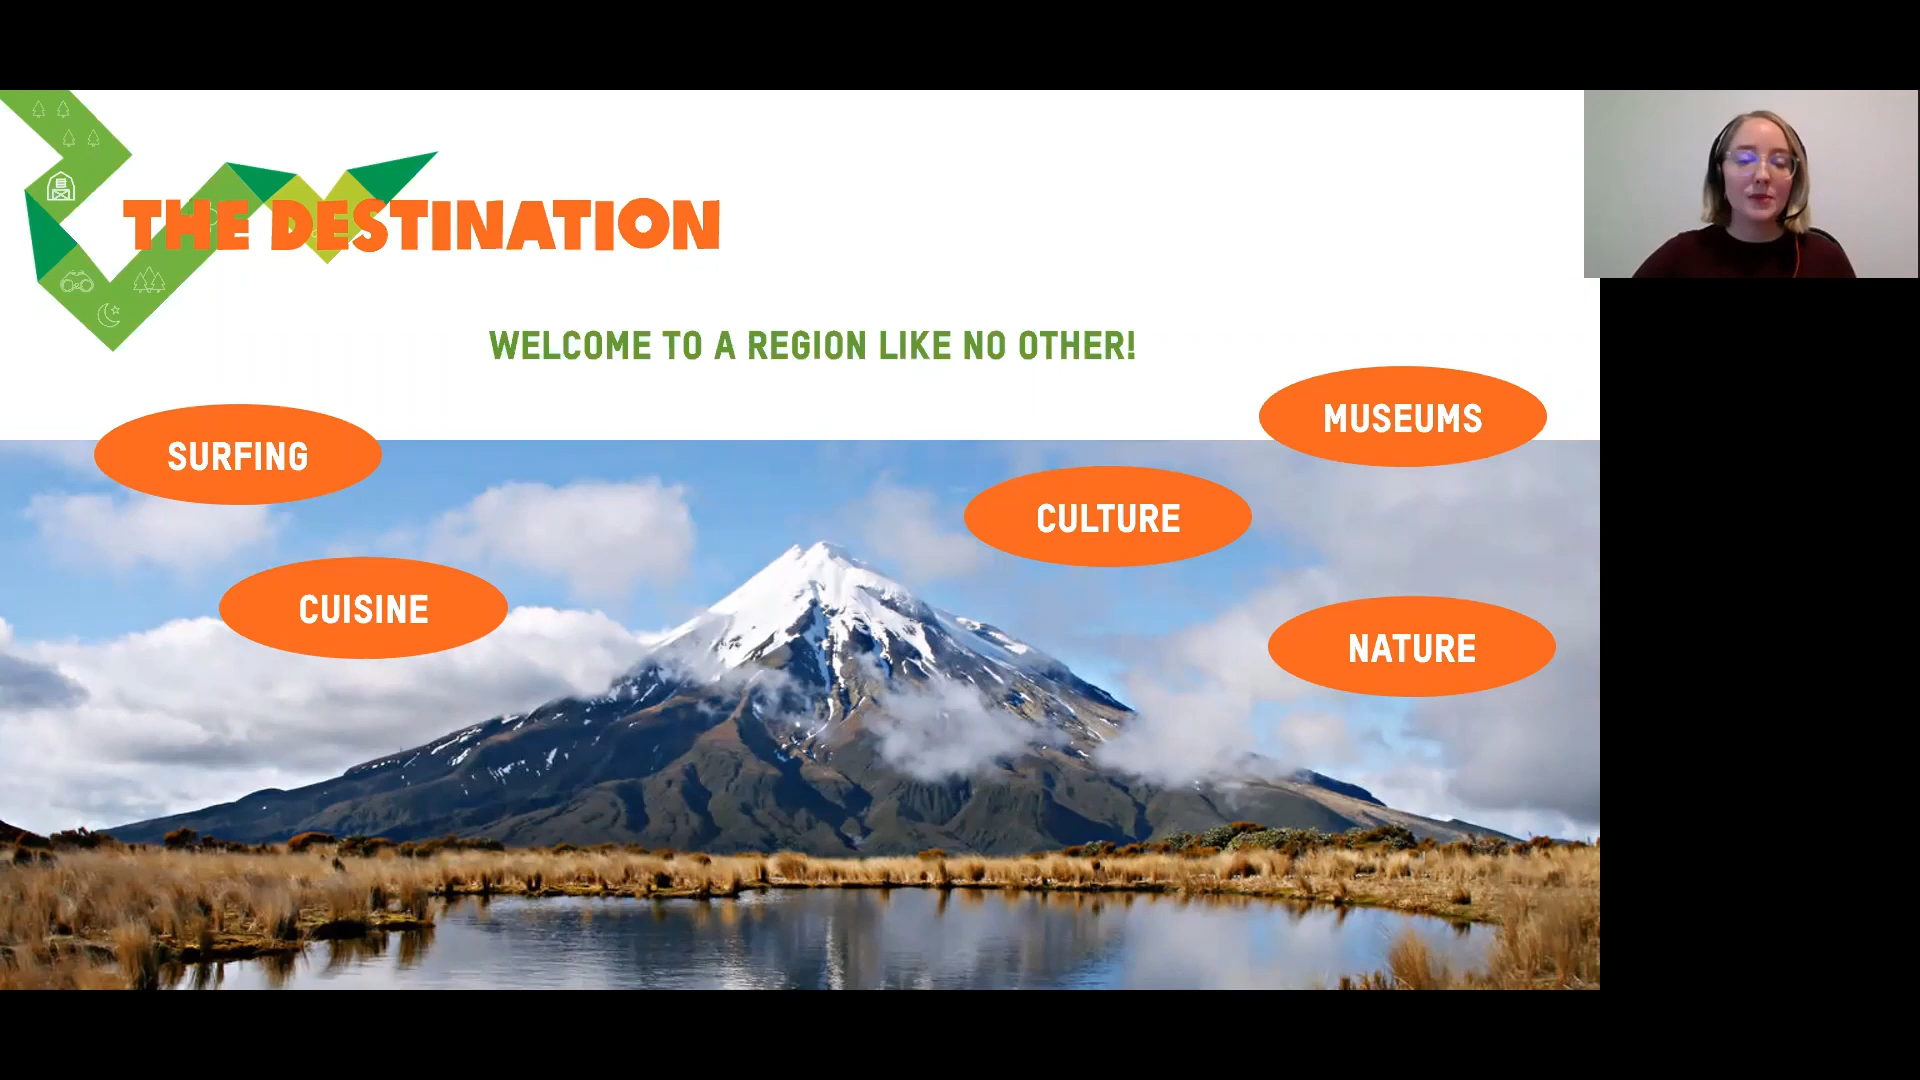 THE DESTINATION
WELCOME TO A REGION LIKE NO OTHER!
MUSEUMS
SURFING
CULTURE
CUISINE
NATURE